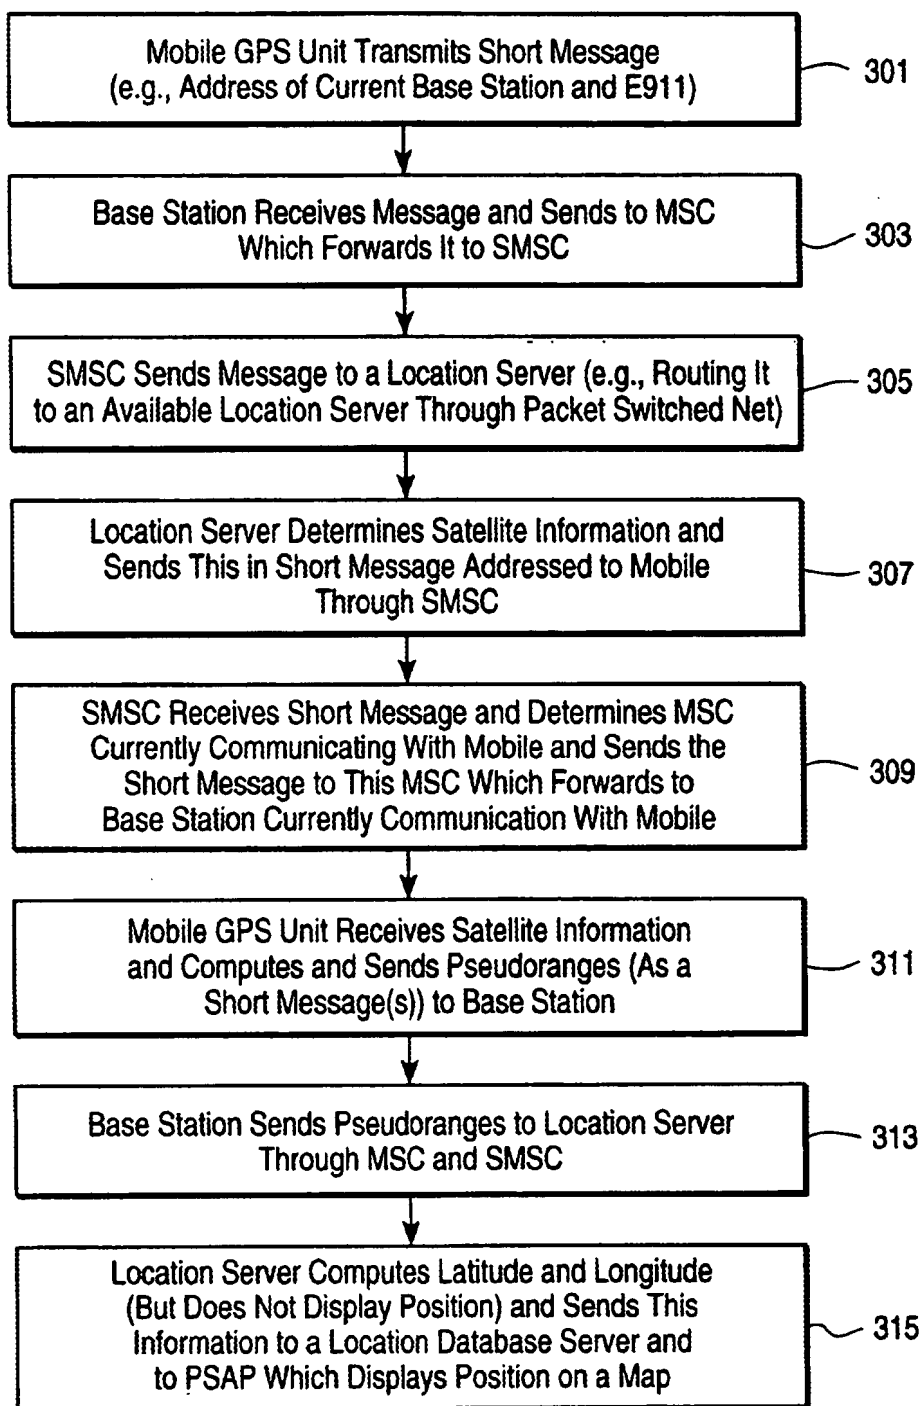 Mobile GPS Unit Transmits Short Message
(e.g., Address of Current Base Station and E911)
301
Base Station Receives Message and Sends to MSC
Which Forwards It to SMSC
303
SMSC Sends Message to a Location Server (e.g., Routing It
to an Available Location Server Through Packet Switched Net)
305
Location Server Determines Satellite Information and
Sends This in Short Message Addressed to Mobile
Through SMSC
307
SMSC Receives Short Message and Determines MSC
Currently Communicating With Mobile and Sends the
Short Message to This MSC Which Forwards to
Base Station Currently Communication With Mobile
309
Mobile GPS Unit Receives Satellite Information
and Computes and Sends Pseudoranges (As a
Short Message(s)) to Base Station
311
Base Station Sends Pseudoranges to Location Server
Through MSC and SMSC
313
Location Server Computes Latitude and Longitude
(But Does Not Display Position) and Sends This
Information to a Location Database Server and
to PSAP Which Displays Position on a Map
315